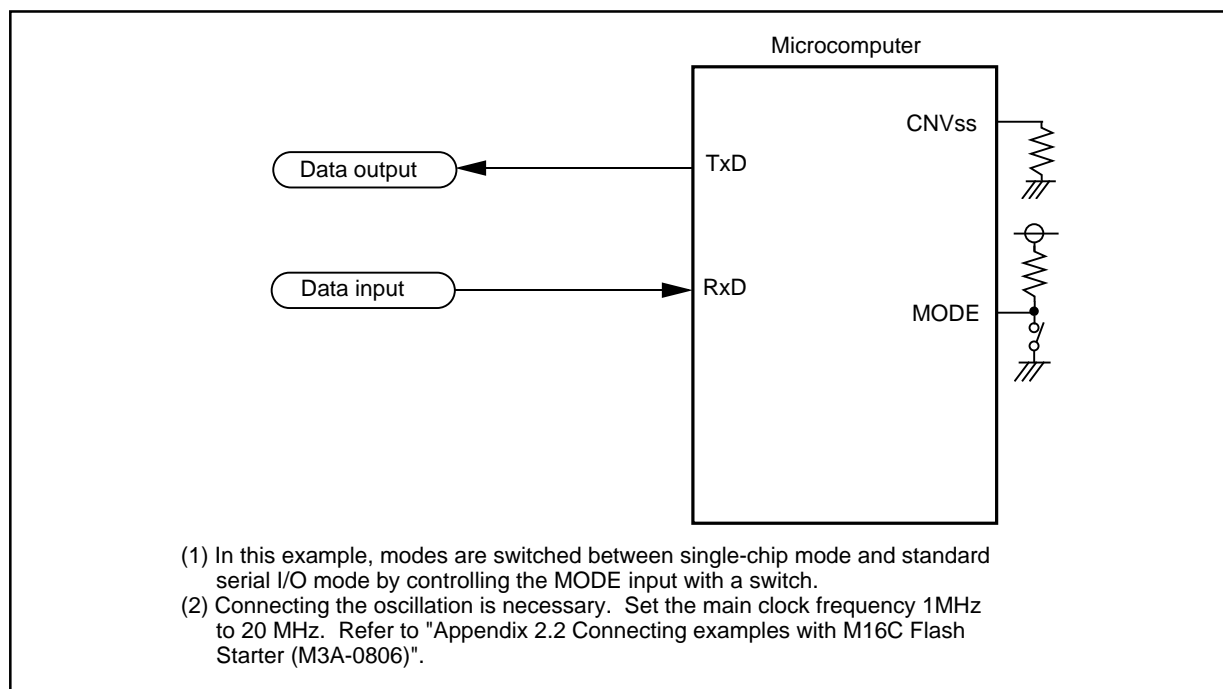 Microcomputer
CNVss
Data output
TxD
Data input
RxD
MODE
(1) In this example, modes are switched between single-chip mode and standard
serial I/O mode by controlling the MODE input with a switch.
(2) Connecting the oscillation is necessary. Set the main clock frequency 1MHz
to 20 MHz. Refer to "Appendix 2.2 Connecting examples with M16C Flash
Starter (M3A-0806)".